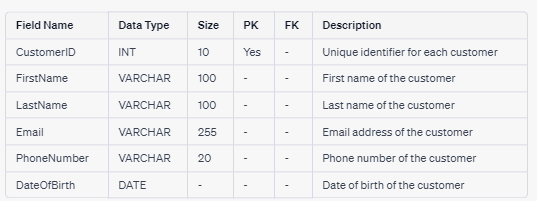 Field Name Data Type Size PK FK Description
CustomerID INT 10 Yes - Unique identifier for each customer
FirstName VARCHAR 100 - - First name of the customer
LastName VARCHAR 100 - - Last name of the customer
Email VARCHAR 255 - - Email address of the customer
PhoneNumber VARCHAR 20 - - Phone number of the customer
DateOfBirth DATE - - - Date of birth of the customer